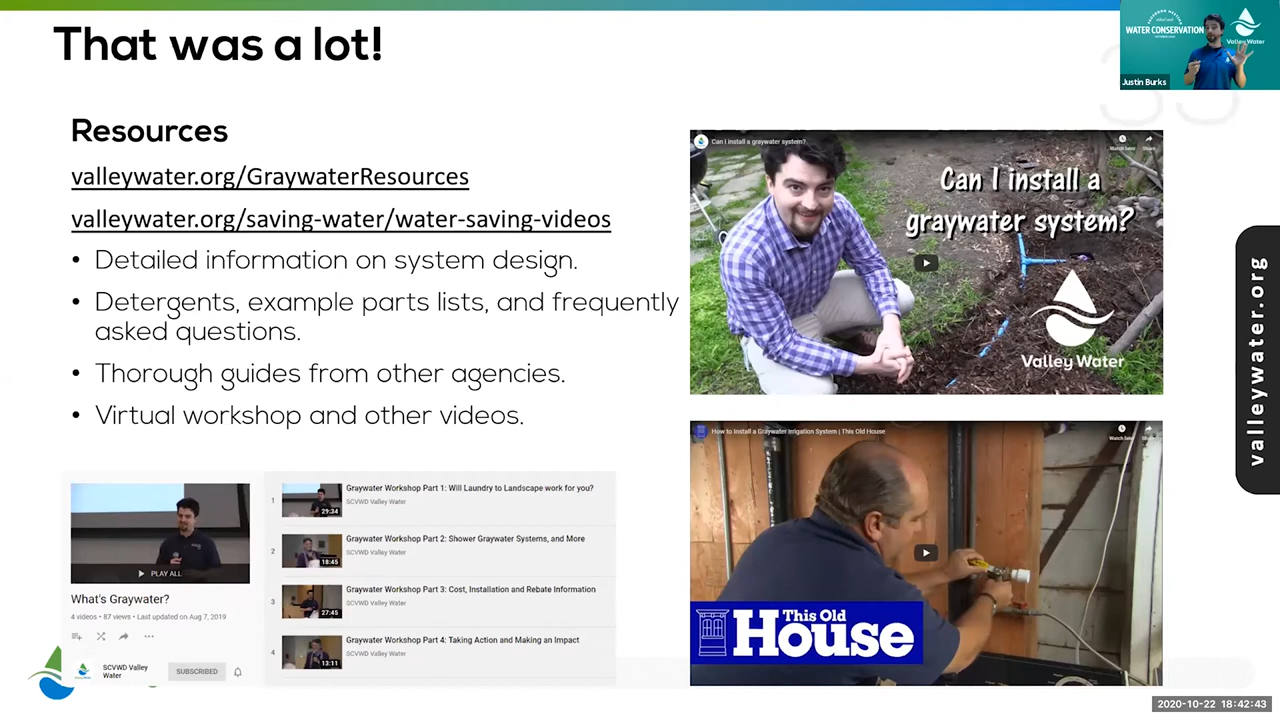 That was a lot!
WATER CONSERVATION
Valley Water
Justin Burks
Resources
valleywater.org/GraywaterResources
valleywater.org/saving-water/water-saving-videos
• Detailed information on system design.
• Detergents, example parts lists, and frequently
asked questions.
• Thorough guides from other agencies.
• Virtual workshop and other videos.
Can I install a graywater system?
Watch later
Share
Can I install a
graywater system?
Valley Water
valleywater.org
How to Install a Graywater Irrigation System | This Old House
Watch later
Share
This Old
House
PLAY ALL
What's Graywater?
4 videos • 87 views • Last updated on Aug 7, 2019
SCVWD Valley
Water
SUBSCRIBED
1
29:34
Graywater Workshop Part 1: Will Laundry to Landscape work for you?
SCVWD Valley Water
2
18:45
Graywater Workshop Part 2: Shower Graywater Systems, and More
SCVWD Valley Water
3
27:45
Graywater Workshop Part 3: Cost, Installation and Rebate Information
SCVWD Valley Water
4
13:11
Graywater Workshop Part 4: Taking Action and Making an Impact
SCVWD Valley Water
2020-10-22 18:42:43